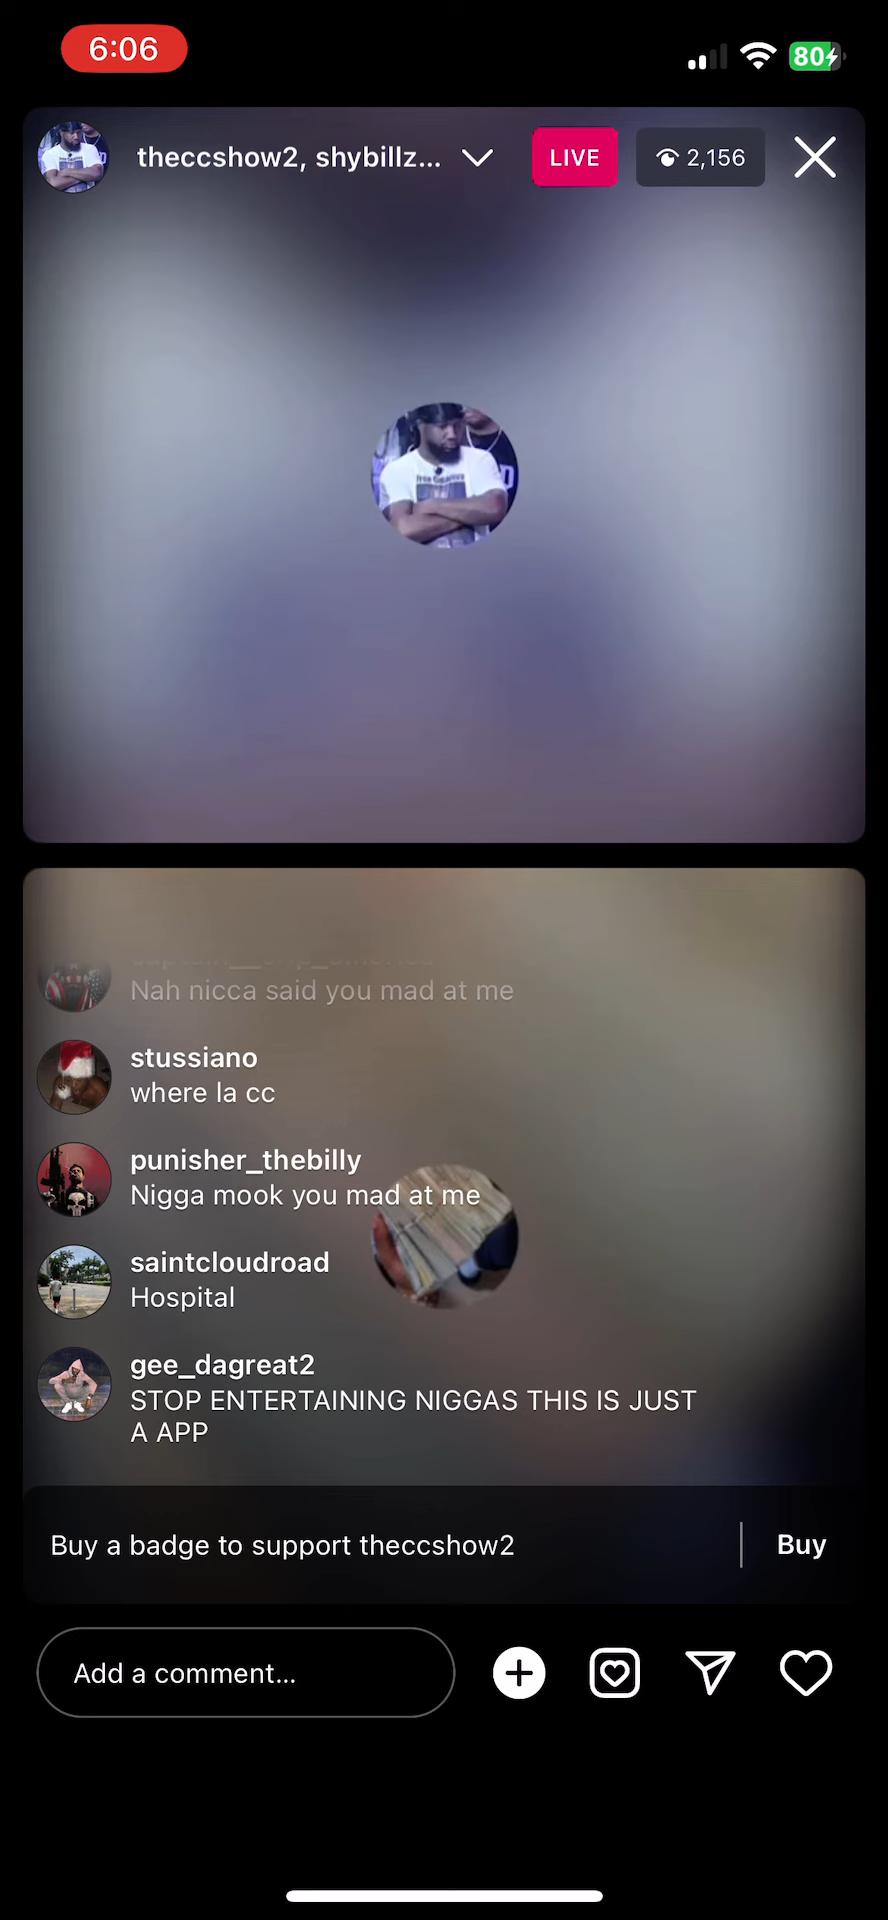 6:06
80
theccshow2, shybillz...
LIVE
2,156
Nah nicca said you mad at me
stussiano
where la cc
punisher_thebilly
Nigga mook you mad at me
saintcloudroad
Hospital
gee_dagreat2
STOP ENTERTAINING NIGGAS THIS IS JUST
A APP
Buy a badge to support theccshow2
Buy
Add a comment...